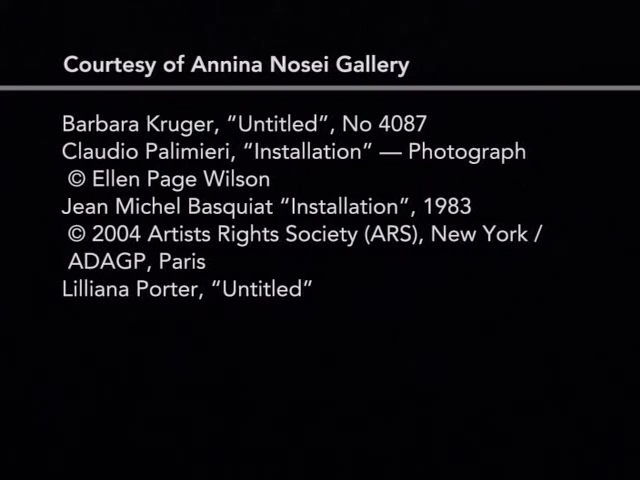 Courtesy of Annina Nosei Gallery
Barbara Kruger, “Untitled”, No 4087
Claudio Palimieri, “Installation” — Photograph
© Ellen Page Wilson
Jean Michel Basquiat “Installation”, 1983
© 2004 Artists Rights Society (ARS), New York /
ADAGP, Paris
Lilliana Porter, “Untitled”